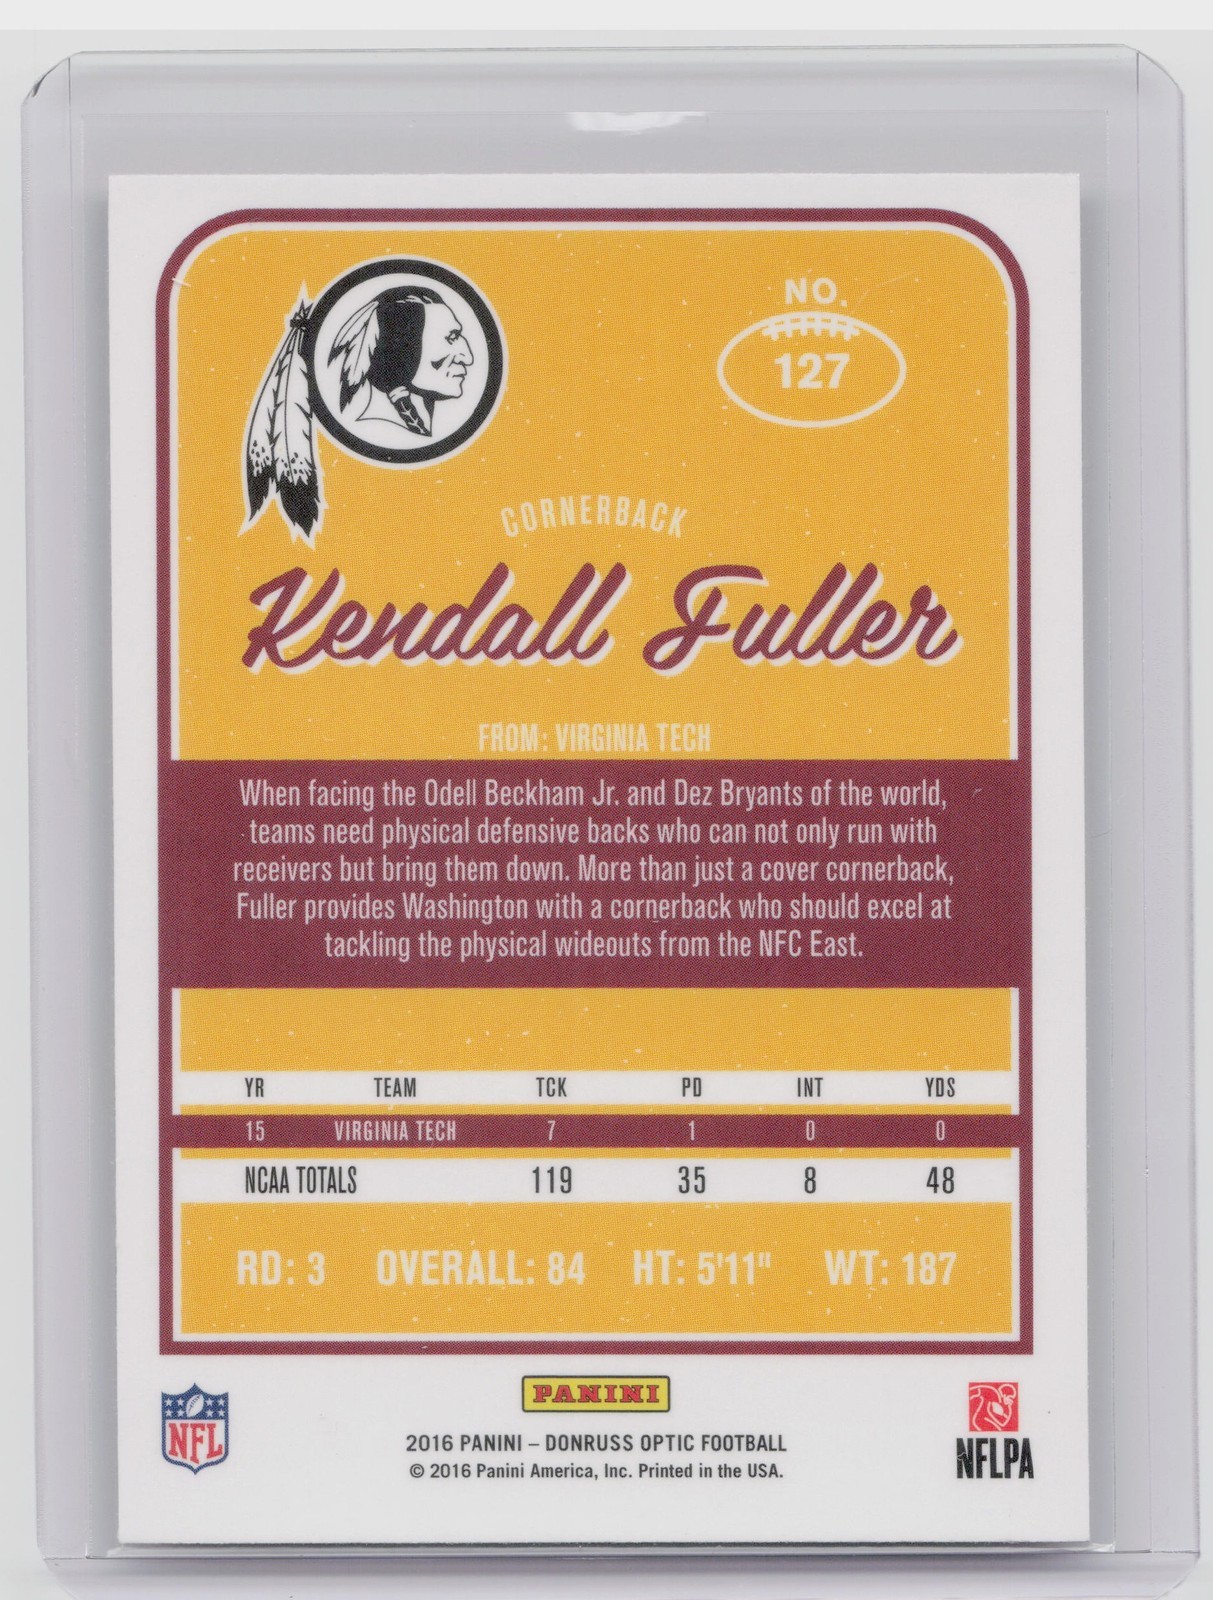 NO.
127
CORNERBACK
Kendall Fuller
FROM: VIRGINIA TECH
When facing the Odell Beckham Jr. and Dez Bryants of the world,
teams need physical defensive backs who can not only run with
receivers but bring them down. More than just a cover cornerback,
Fuller provides Washington with a cornerback who should excel at
tackling the physical wideouts from the NFC East.
YR TEAM TCK PD INT YDS
15 VIRGINIA TECH 7 1 0 0
NCAA TOTALS 119 35 8 48
RD: 3 OVERALL: 84 HT: 5'11" WT: 187
PANINI
NFL
2016 PANINI – DONRUSS OPTIC FOOTBALL
© 2016 Panini America, Inc. Printed in the USA.
NFLPA